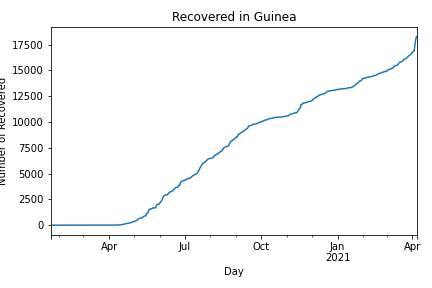 Recovered in Guinea
Number of Recovered
17500
15000
12500
10000
7500
5000
2500
0
Apr
Jul
Oct
Jan
2021
Apr
Day